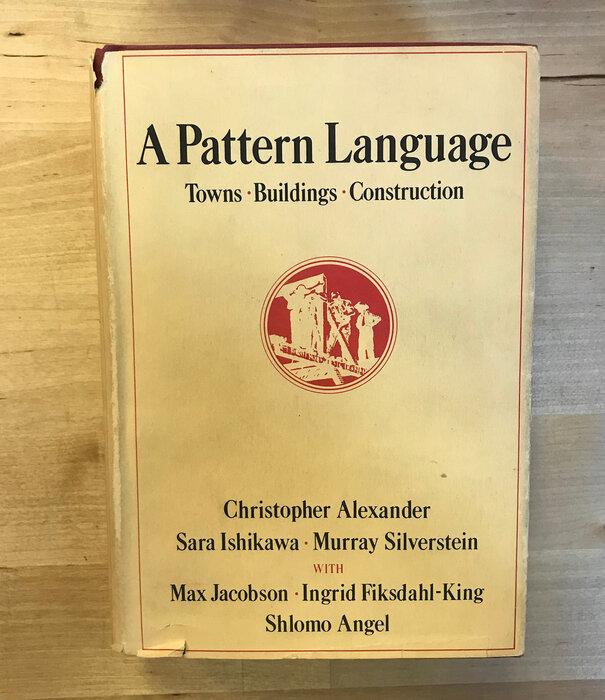 A Pattern Language
Towns · Buildings · Construction
Christopher Alexander
Sara Ishikawa · Murray Silverstein
WITH
Max Jacobson · Ingrid Fiksdahl-King
Shlomo Angel